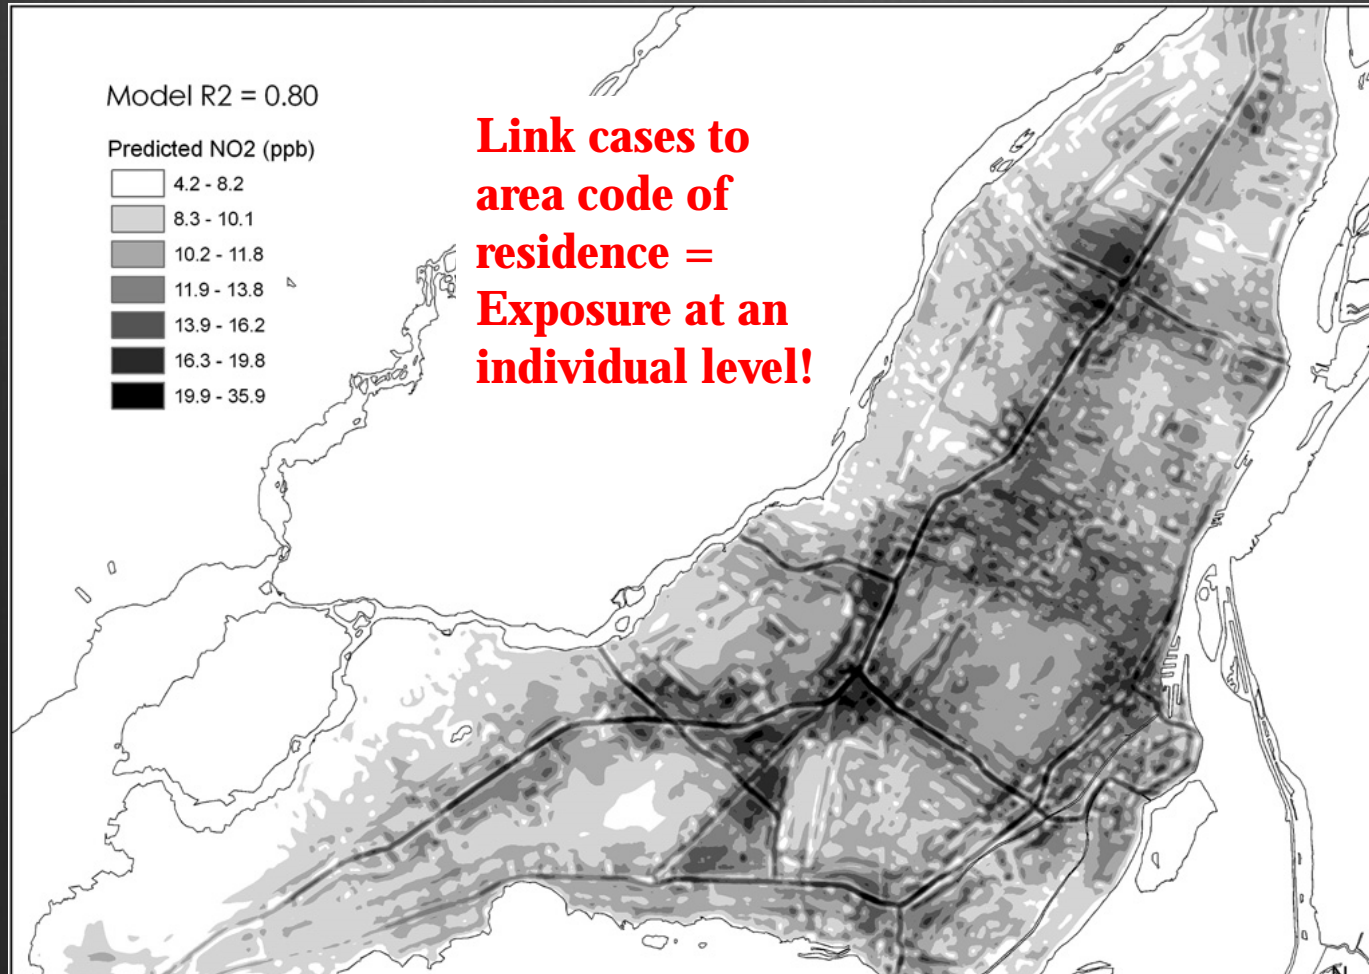 Model R2 = 0.80
Predicted NO2 (ppb)
4.2 - 8.2
8.3 - 10.1
10.2 - 11.8
11.9 - 13.8
13.9 - 16.2
16.3 - 19.8
19.9 - 35.9
Link cases to
area code of
residence =
Exposure at an
individual level!